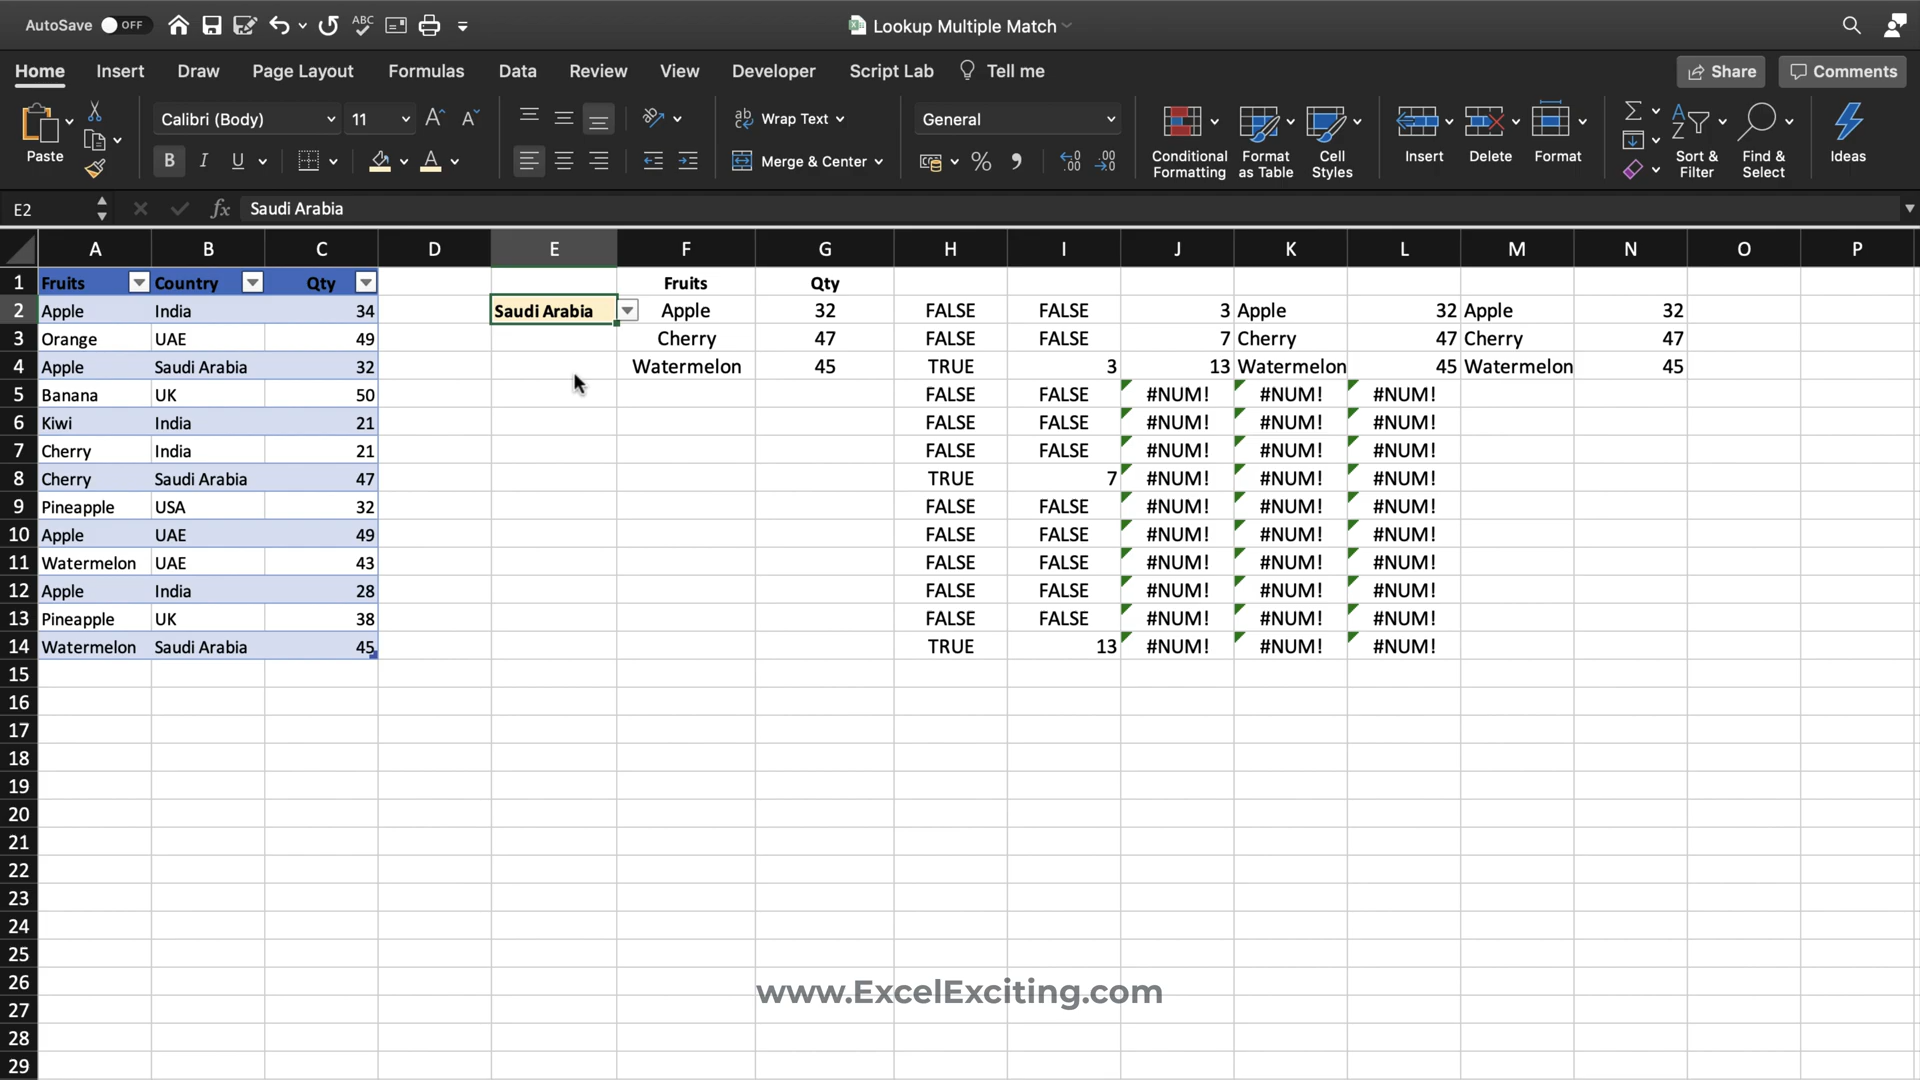 AutoSave OFF ABC Lookup Multiple Match
Home Insert Draw Page Layout Formulas Data Review View Developer Script Lab Tell me Share Comments
Paste Calibri (Body) 11 A A Wrap Text General Conditional Formatting Format as Table Cell Styles Insert Delete Format Sort & Filter Find & Select Ideas
B I U A Merge & Center % .00
E2 fx Saudi Arabia
A B C D E F G H I J K L M N O P
1 Fruits Country Qty Fruits Qty
2 Apple India 34 Saudi Arabia Apple 32 FALSE FALSE 3 Apple 32 Apple 32
3 Orange UAE 49 Cherry 47 FALSE FALSE 7 Cherry 47 Cherry 47
4 Apple Saudi Arabia 32 Watermelon 45 TRUE 3 13 Watermelon 45 Watermelon 45
5 Banana UK 50 FALSE FALSE #NUM! #NUM! #NUM!
6 Kiwi India 21 FALSE FALSE #NUM! #NUM! #NUM!
7 Cherry India 21 FALSE FALSE #NUM! #NUM! #NUM!
8 Cherry Saudi Arabia 47 TRUE 7 #NUM! #NUM! #NUM!
9 Pineapple USA 32 FALSE FALSE #NUM! #NUM! #NUM!
10 Apple UAE 49 FALSE FALSE #NUM! #NUM! #NUM!
11 Watermelon UAE 43 FALSE FALSE #NUM! #NUM! #NUM!
12 Apple India 28 FALSE FALSE #NUM! #NUM! #NUM!
13 Pineapple UK 38 FALSE FALSE #NUM! #NUM! #NUM!
14 Watermelon Saudi Arabia 45 TRUE 13 #NUM! #NUM! #NUM!
15
16
17
18
19
20
21
22
23
24
25
26
www.ExcelExciting.com
27
28
29